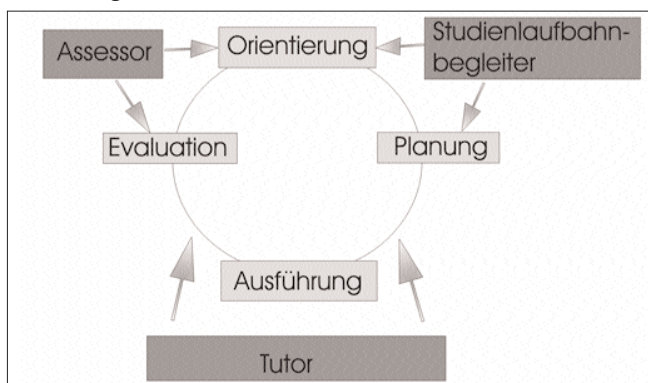 Assessor
Orientierung
Studienlaufbahn-
begleiter
Evaluation
Planung
Ausführung
Tutor